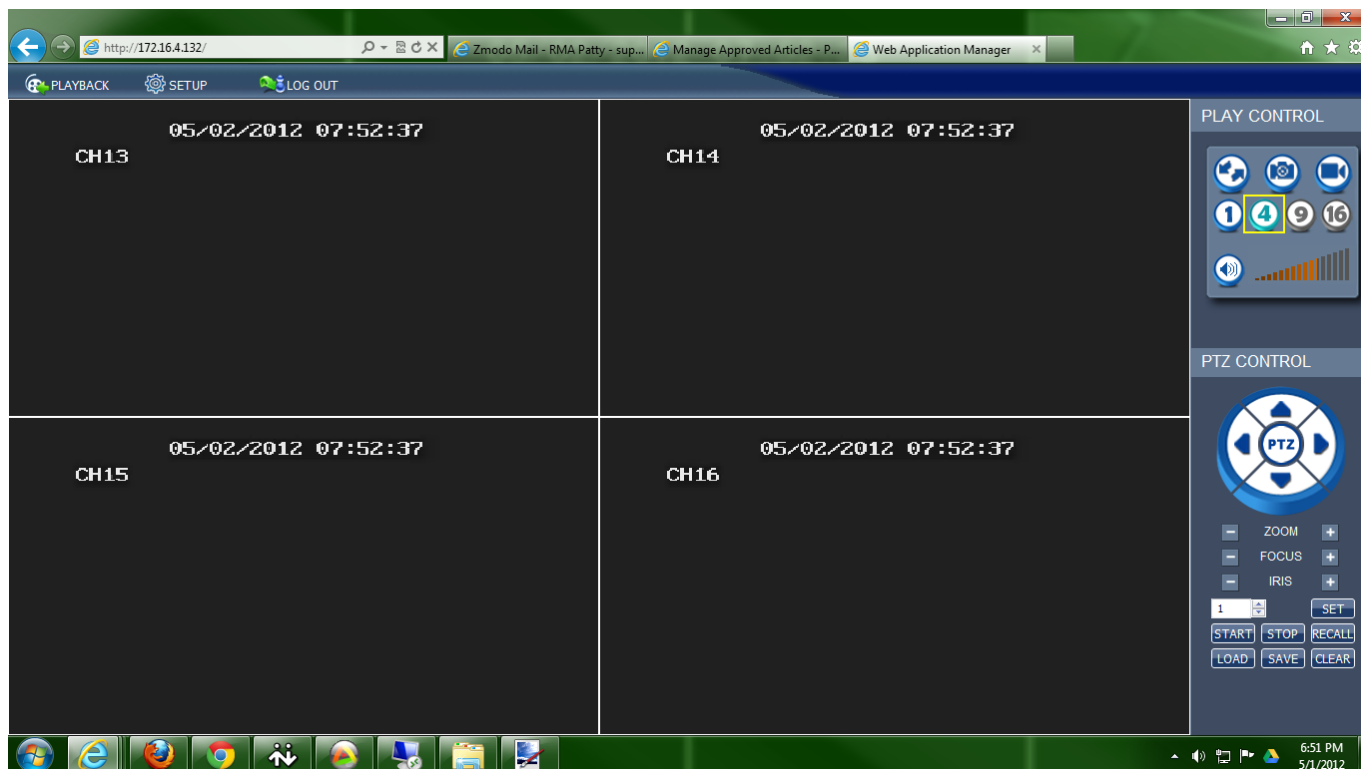 http://172.16.4.132/
Zmodo Mail - RMA Patty - sup...
Manage Approved Articles - P...
Web Application Manager
PLAYBACK
SETUP
LOG OUT
05/02/2012 07:52:37
CH13
05/02/2012 07:52:37
CH14
05/02/2012 07:52:37
CH15
05/02/2012 07:52:37
CH16
PLAY CONTROL
1 4 9 16
PTZ CONTROL
PTZ
- ZOOM +
- FOCUS +
- IRIS +
1 SET
START STOP RECALL
LOAD SAVE CLEAR
6:51 PM
5/1/2012